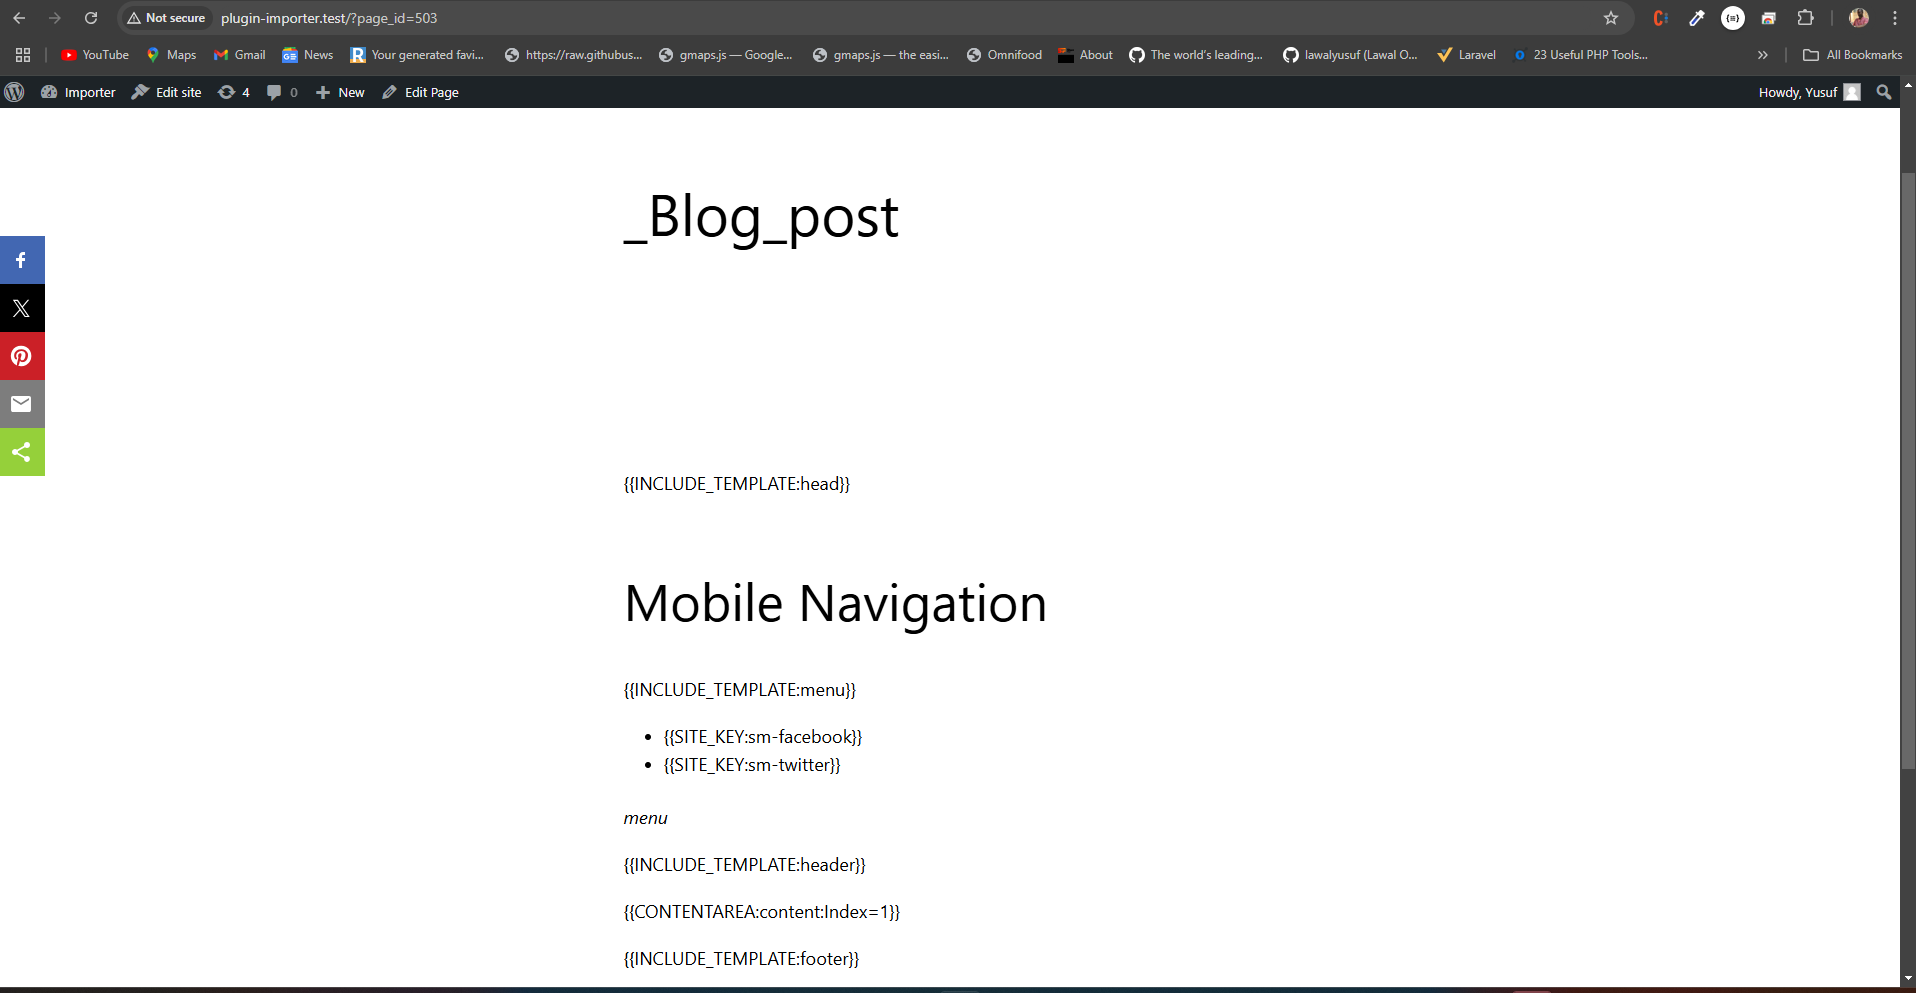 Not secure plugin-importer.test/?page_id=503
YouTube Maps Gmail News Your generated favi... https://raw.githubus... gmaps.js — Google... gmaps.js — the easi... Omnifood About The world's leading... lawalyusuf (Lawal O... Laravel 23 Useful PHP Tools... » All Bookmarks
Importer Edit site 4 0 New Edit Page Howdy, Yusuf
_Blog_post
{{INCLUDE_TEMPLATE:head}}
Mobile Navigation
{{INCLUDE_TEMPLATE:menu}}
• {{SITE_KEY:sm-facebook}}
• {{SITE_KEY:sm-twitter}}
menu
{{INCLUDE_TEMPLATE:header}}
{{CONTENTAREA:content:Index=1}}
{{INCLUDE_TEMPLATE:footer}}